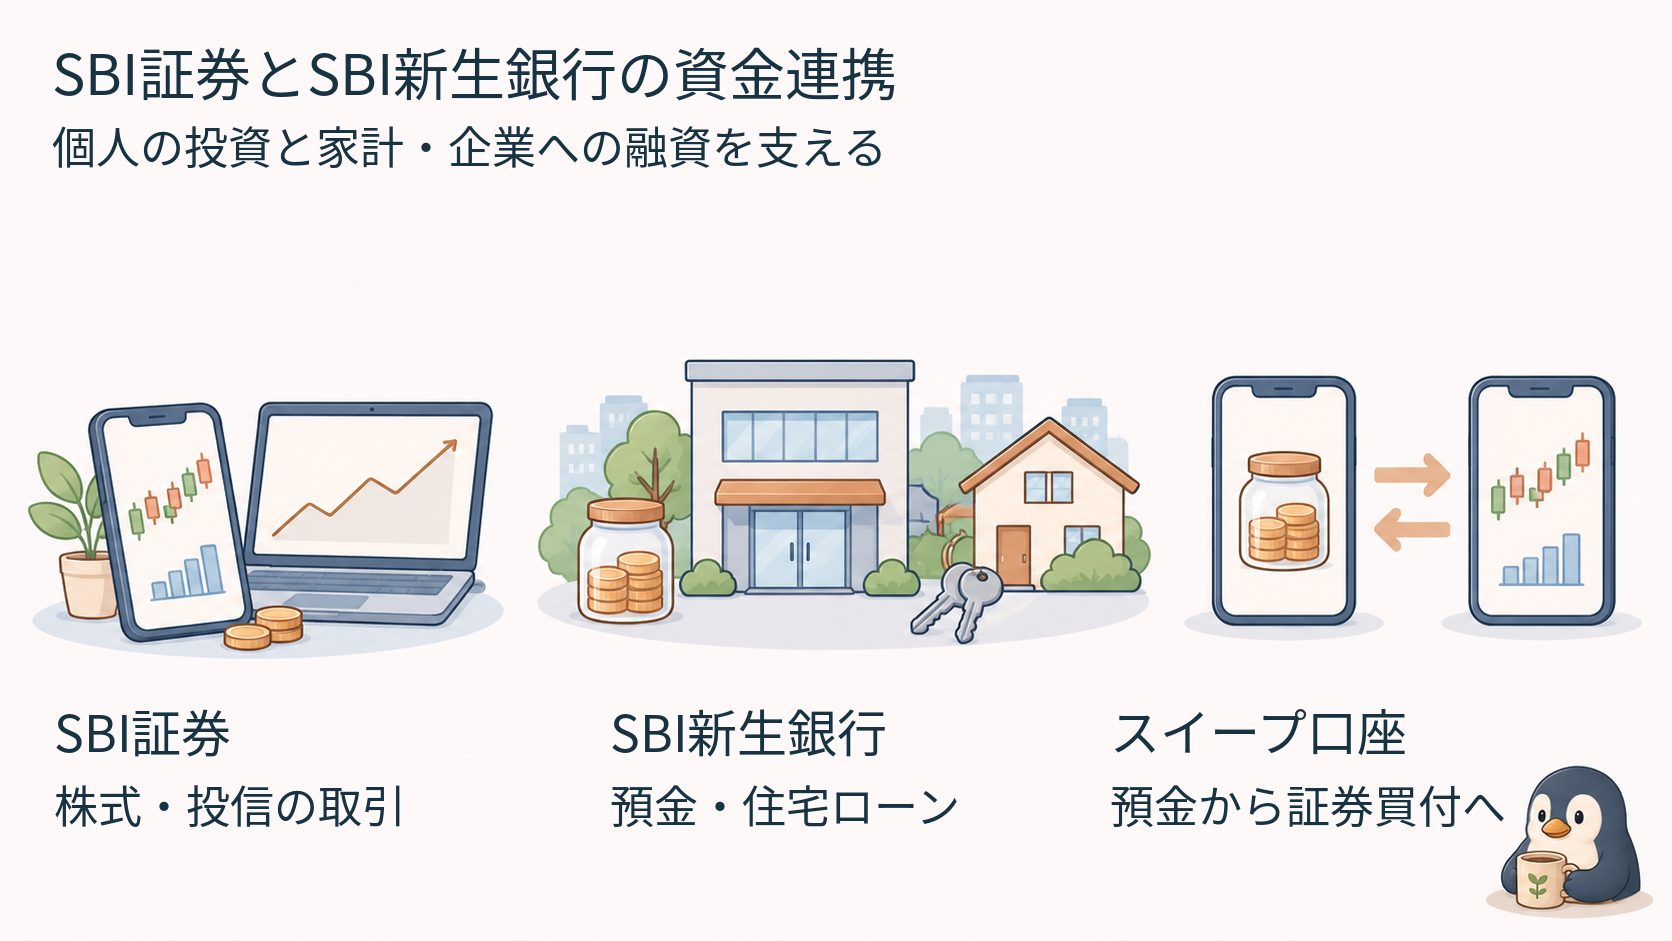 SBI証券とSBI新生銀行の資金連携
個人の投資と家計・企業への融資を支える
SBI証券
株式・投信の取引
SBI新生銀行
預金・住宅ローン
スイープ口座
預金から証券買付へ